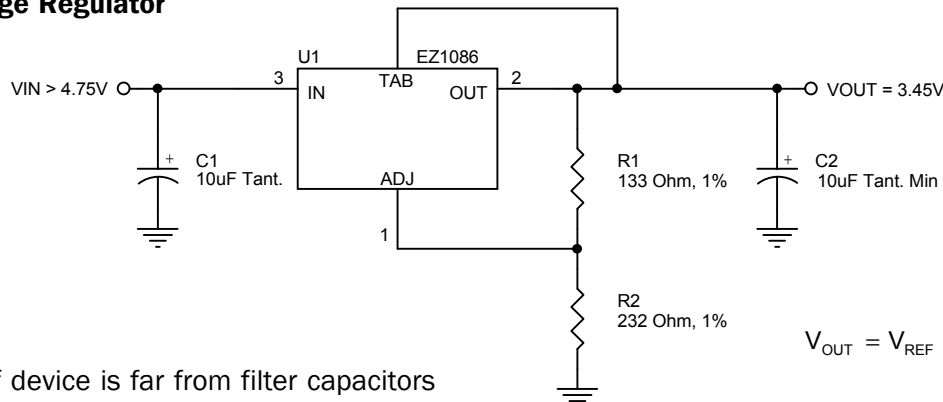 ge Regulator
U1
EZ1086
TAB
VIN > 4.75V
3
IN
OUT
2
VOUT = 3.45V
+
C1
10uF Tant.
ADJ
1
R1
133 Ohm, 1%
+
C2
10uF Tant. Min
R2
232 Ohm, 1%
VOUT = VREF
f device is far from filter capacitors